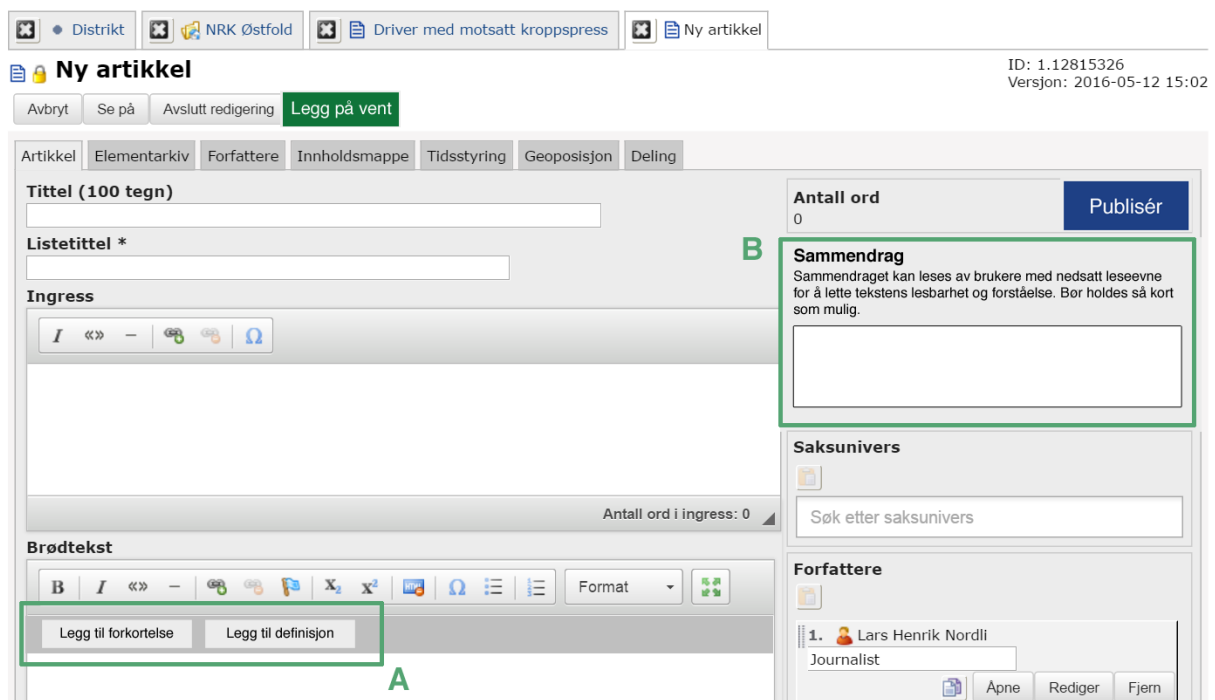 Distrikt
NRK Østfold
Driver med motsatt kroppspress
Ny artikkel
Ny artikkel
ID: 1.12815326
Versjon: 2016-05-12 15:02
Avbryt
Se på
Avslutt redigering
Legg på vent
Artikkel
Elementarkiv
Forfattere
Innholdsmappe
Tidsstyring
Geoposisjon
Deling
Tittel (100 tegn)
Listetittel *
Ingress
I «» –
Ω
Antall ord i ingress: 0
Brødtekst
B I «» –
X₂ x²
HTML
Ω
Format
Legg til forkortelse
Legg til definisjon
A
Antall ord
0
Publisér
B
Sammendrag
Sammendraget kan leses av brukere med nedsatt leseevne
for å lette tekstens lesbarhet og forståelse. Bør holdes så kort
som mulig.
Saksunivers
Søk etter saksunivers
Forfattere
1. Lars Henrik Nordli
Journalist
Åpne
Rediger
Fjern